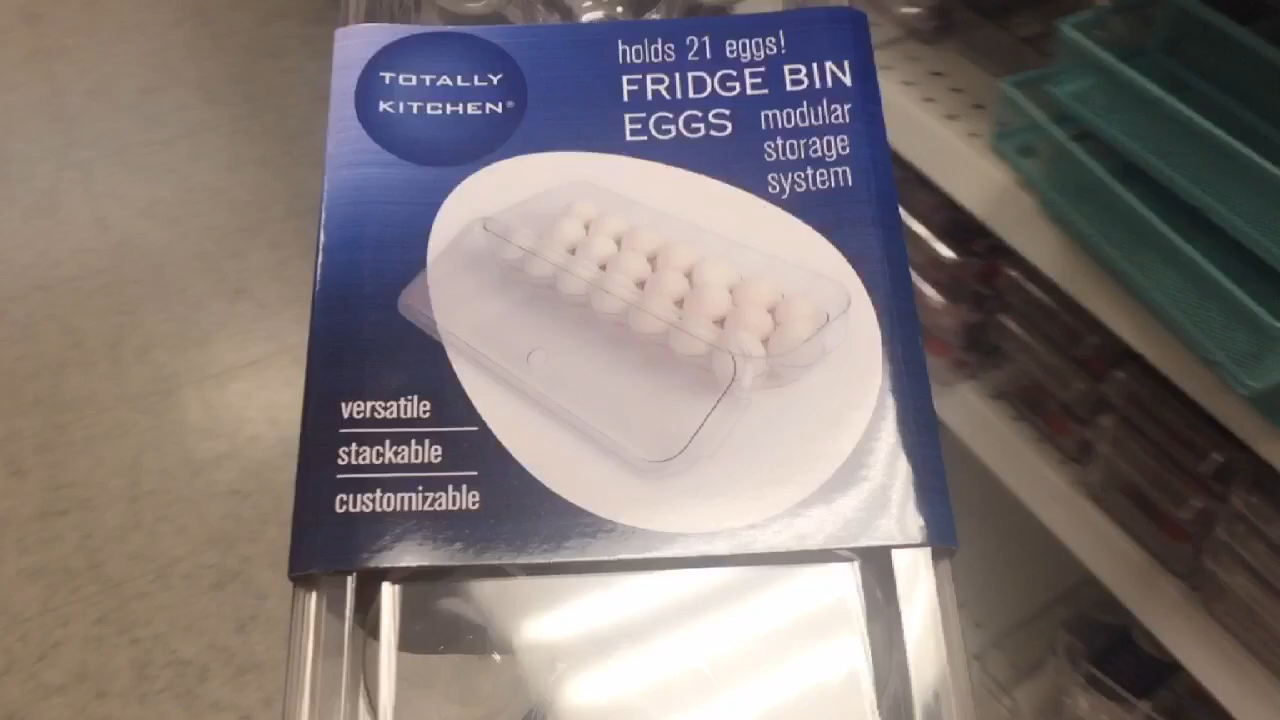 TOTALLY
KITCHEN®
holds 21 eggs!
FRIDGE BIN
EGGS modular
storage
system
versatile
stackable
customizable